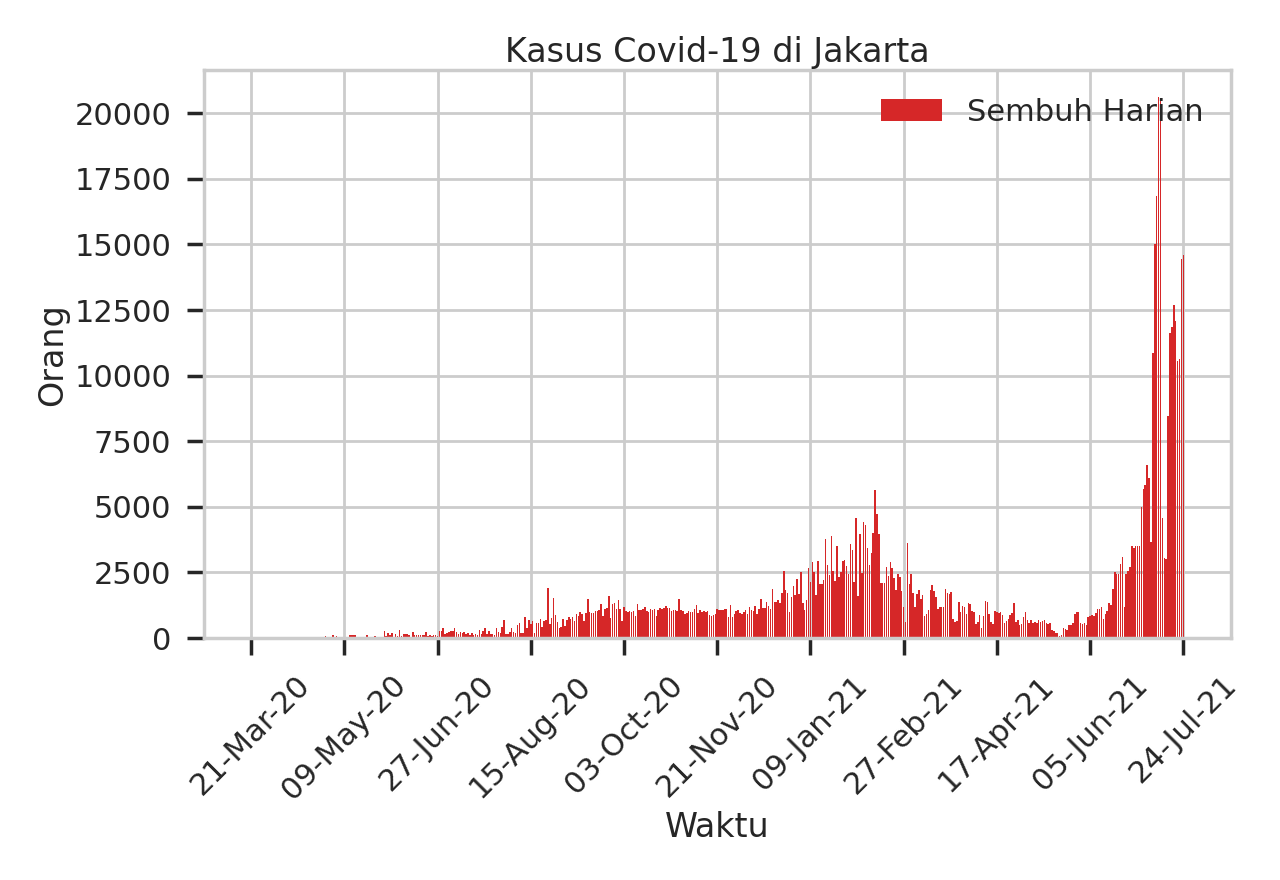 Kasus Covid-19 di Jakarta
Sembuh Harian
20000
17500
15000
12500
10000
7500
5000
2500
0
Orang
21-Mar-20
09-May-20
27-Jun-20
15-Aug-20
03-Oct-20
21-Nov-20
09-Jan-21
27-Feb-21
17-Apr-21
05-Jun-21
24-Jul-21
Waktu